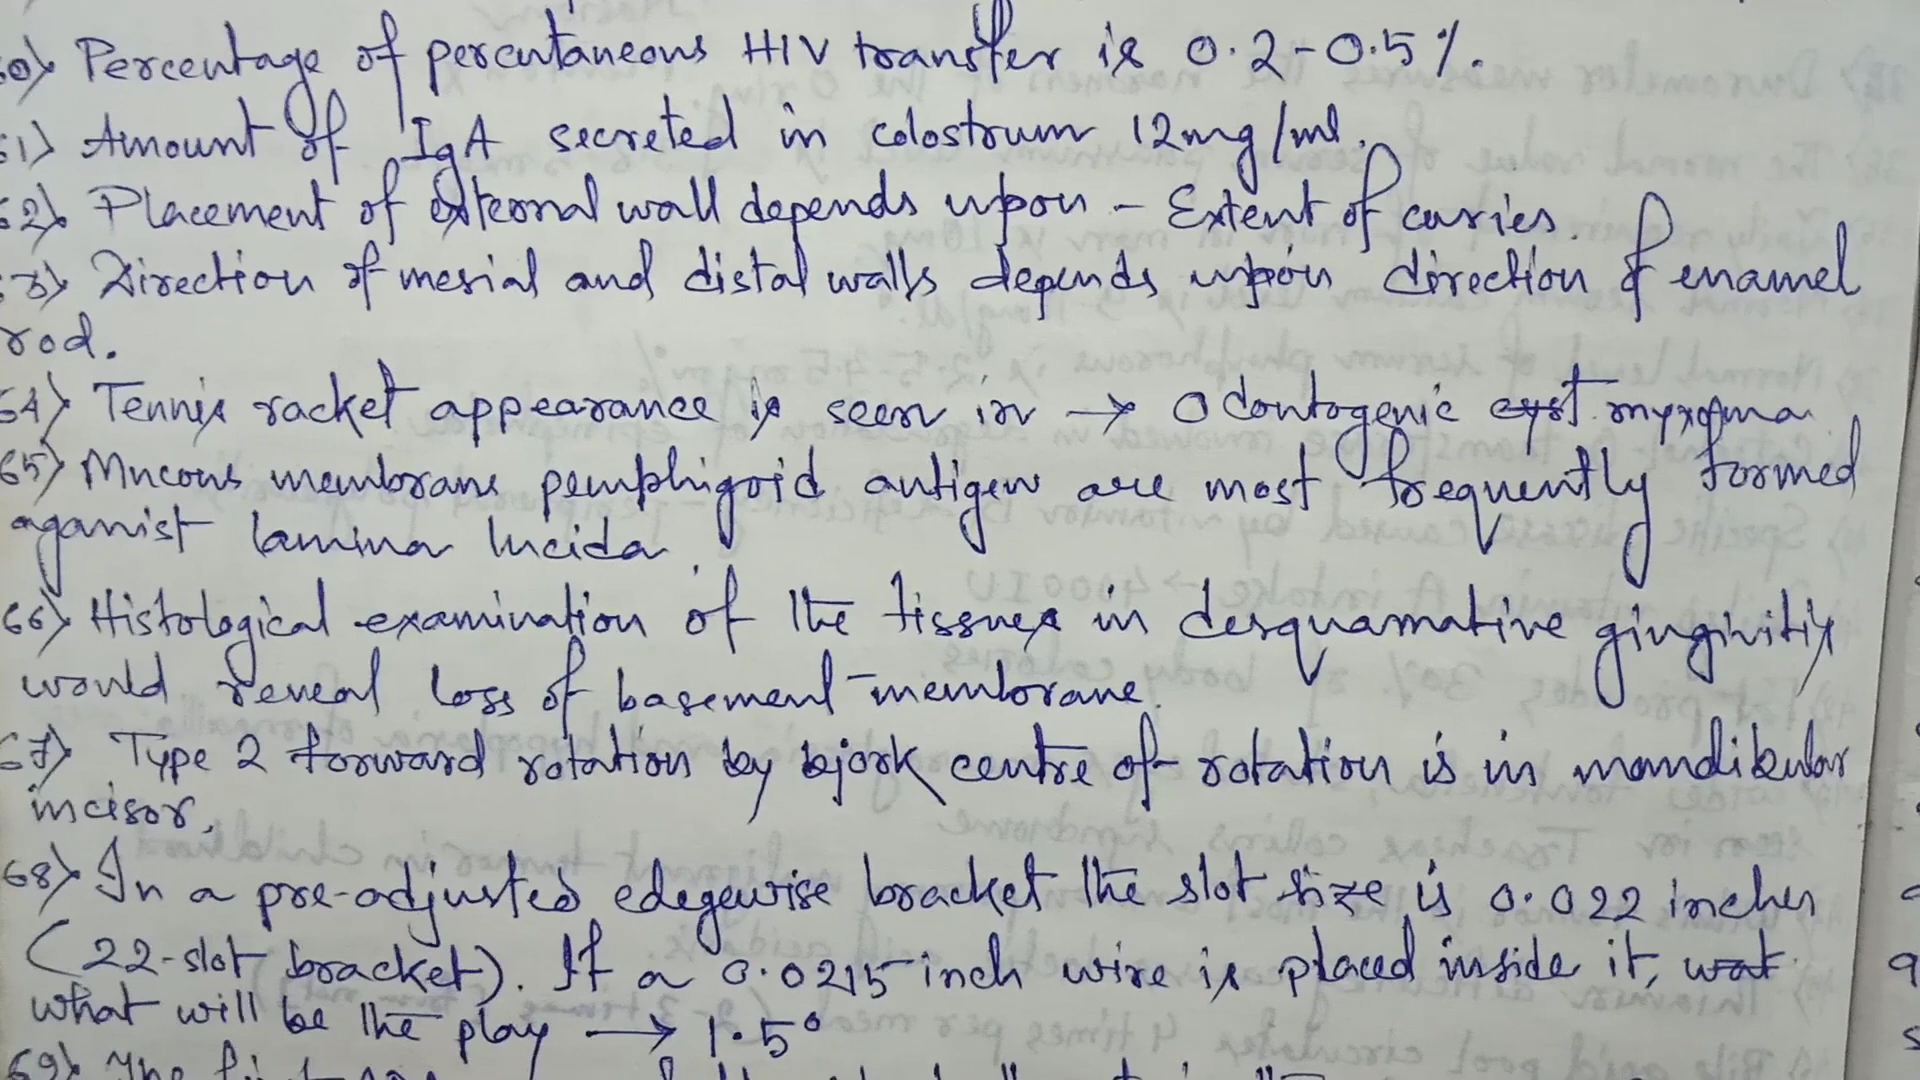 60) Percentage of percutaneous HIV transfer is 0.2-0.5%.
61) Amount of IgA secreted in colostrum 12mg/ml.
62) Placement of external wall depends upon - Extent of caries.
63) Direction of mesial and distal walls depends upon direction of enamel
rod.
64) Tennis racket appearance is seen in → Odontogenic cyst myxoma
65) Mucous membrane pemphigoid antigen are most frequently formed
aganist lamina lucida.
66) Histological examination of the tissues in desquamative gingivitis
would reveal loss of basement membrane.
67) Type 2 forward rotation by bjork centre of rotation is in mandibular
incisor.
68) In a pre-adjusted edegewise bracket the slot size is 0.022 inches
(22-slot bracket). If a 0.0215 inch wire is placed inside it, wat
what will be the play → 1.5°
69) The